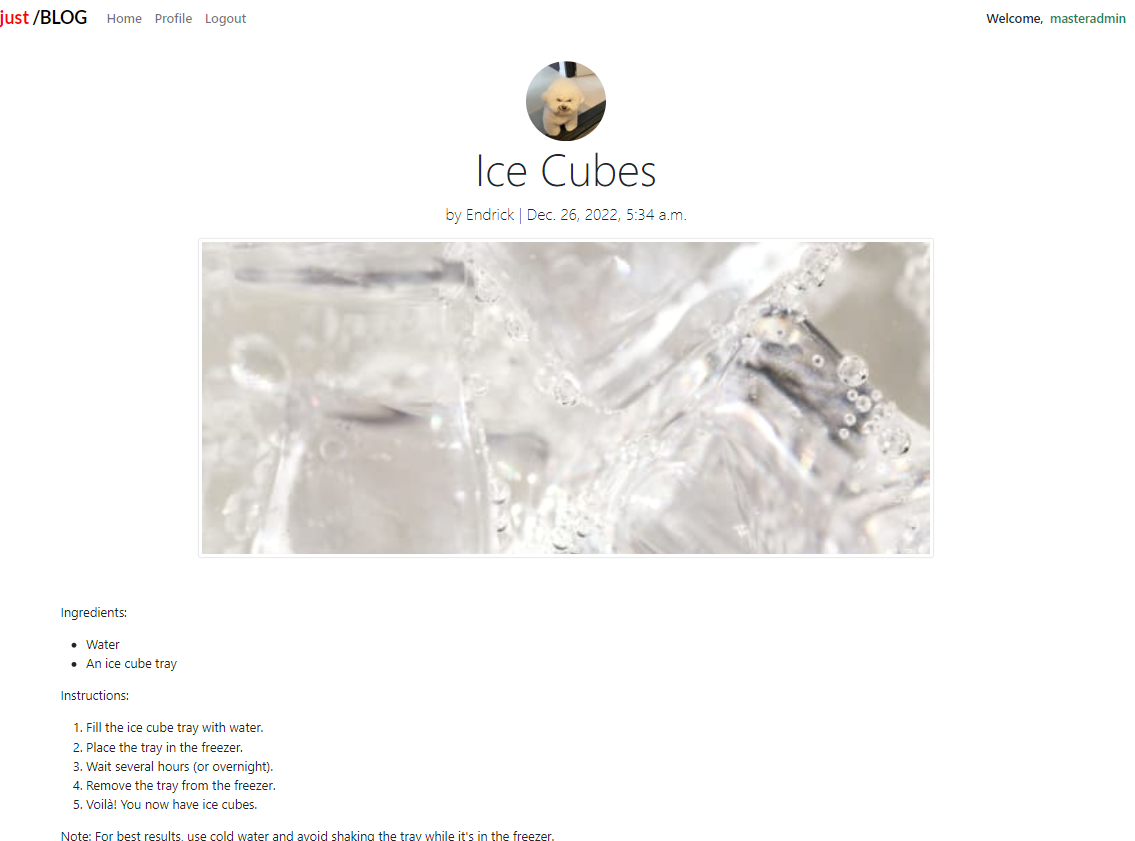 just /BLOG Home Profile Logout Welcome, masteradmin
Ice Cubes
by Endrick | Dec. 26, 2022, 5:34 a.m.
Ingredients:
• Water
• An ice cube tray
Instructions:
1. Fill the ice cube tray with water.
2. Place the tray in the freezer.
3. Wait several hours (or overnight).
4. Remove the tray from the freezer.
5. Voilà! You now have ice cubes.
Note: For best results, use cold water and avoid shaking the tray while it's in the freezer.